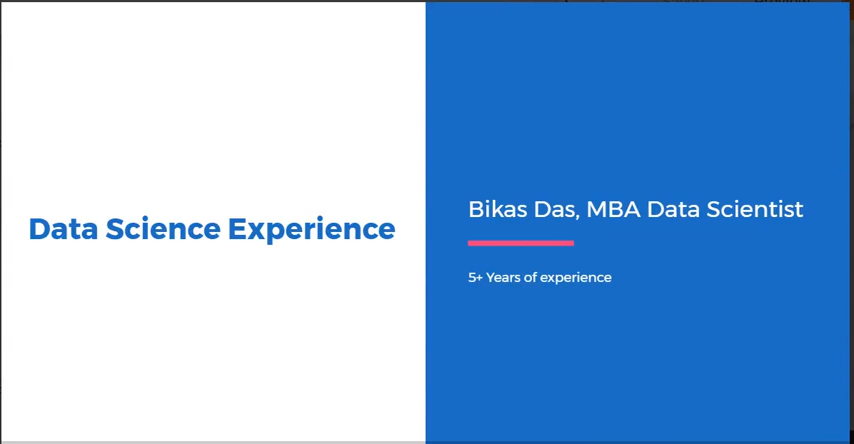 Data Science Experience
Bikas Das, MBA Data Scientist
5+ Years of experience